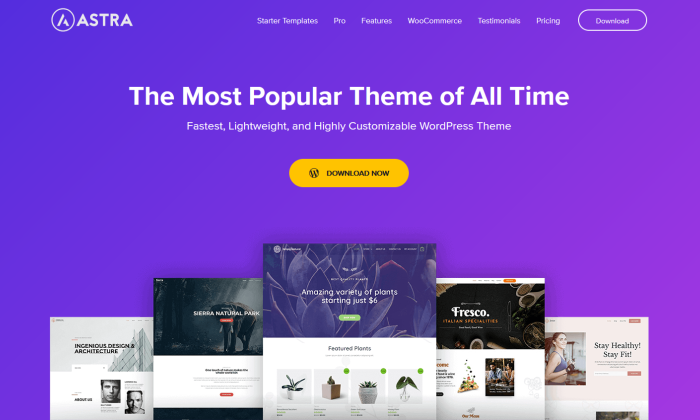 ASTRA
Starter Templates
Pro
Features
WooCommerce
Testimonials
Pricing
Download
The Most Popular Theme of All Time
Fastest, Lightweight, and Highly Customizable WordPress Theme
DOWNLOAD NOW
Amazing variety of plants
starting just $6
Featured Plants
SIERRA NATURAL PARK
Fresco.
ITALIAN SPECIALITIES
INGENIOUS DESIGN &
ARCHITECTURE
ABOUT US
Stay Healthy!
Stay Fit!